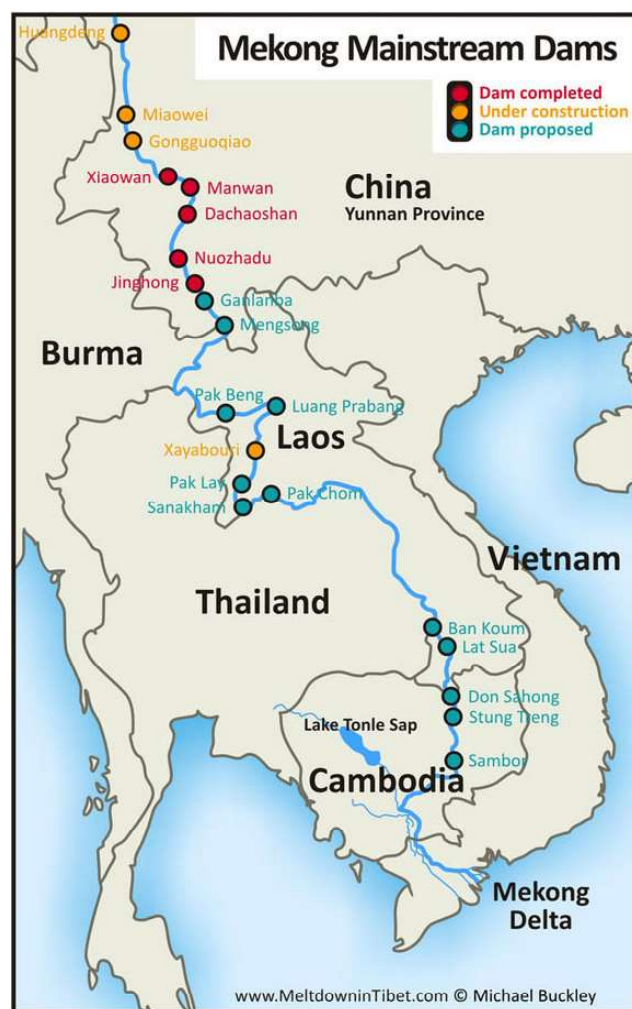 Huangdeng
Mekong Mainstream Dams
Dam completed
Under construction
Dam proposed
Miaowei
Gongguoqiao
Xiaowan
Manwan
China
Yunnan Province
Dachaoshan
Nuozhadu
Jinghong
Ganlanba
Mengsong
Burma
Pak Beng
Luang Prabang
Laos
Xayabouri
Pak Lay
Pak Chom
Sanakham
Vietnam
Thailand
Ban Koum
Lat Sua
Don Sahong
Stung Treng
Lake Tonle Sap
Sambor
Cambodia
Mekong
Delta
www.MeltdowninTibet.com © Michael Buckley